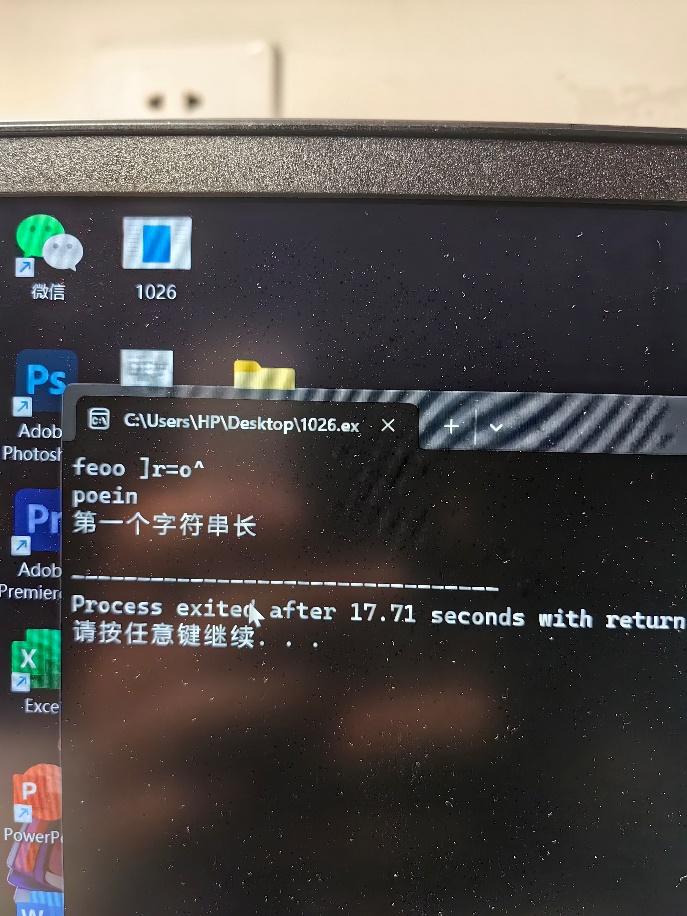 微信
1026
Ps
Adob
Photosh
C:\Users\HP\Desktop\1026.ex
feoo ]r=o^
poein
第一个字符串长
--------------------------------
Process exited after 17.71 seconds with return
请按任意键继续. . .
Pr
Adob
Premier
X
Exce
P
PowerP
W